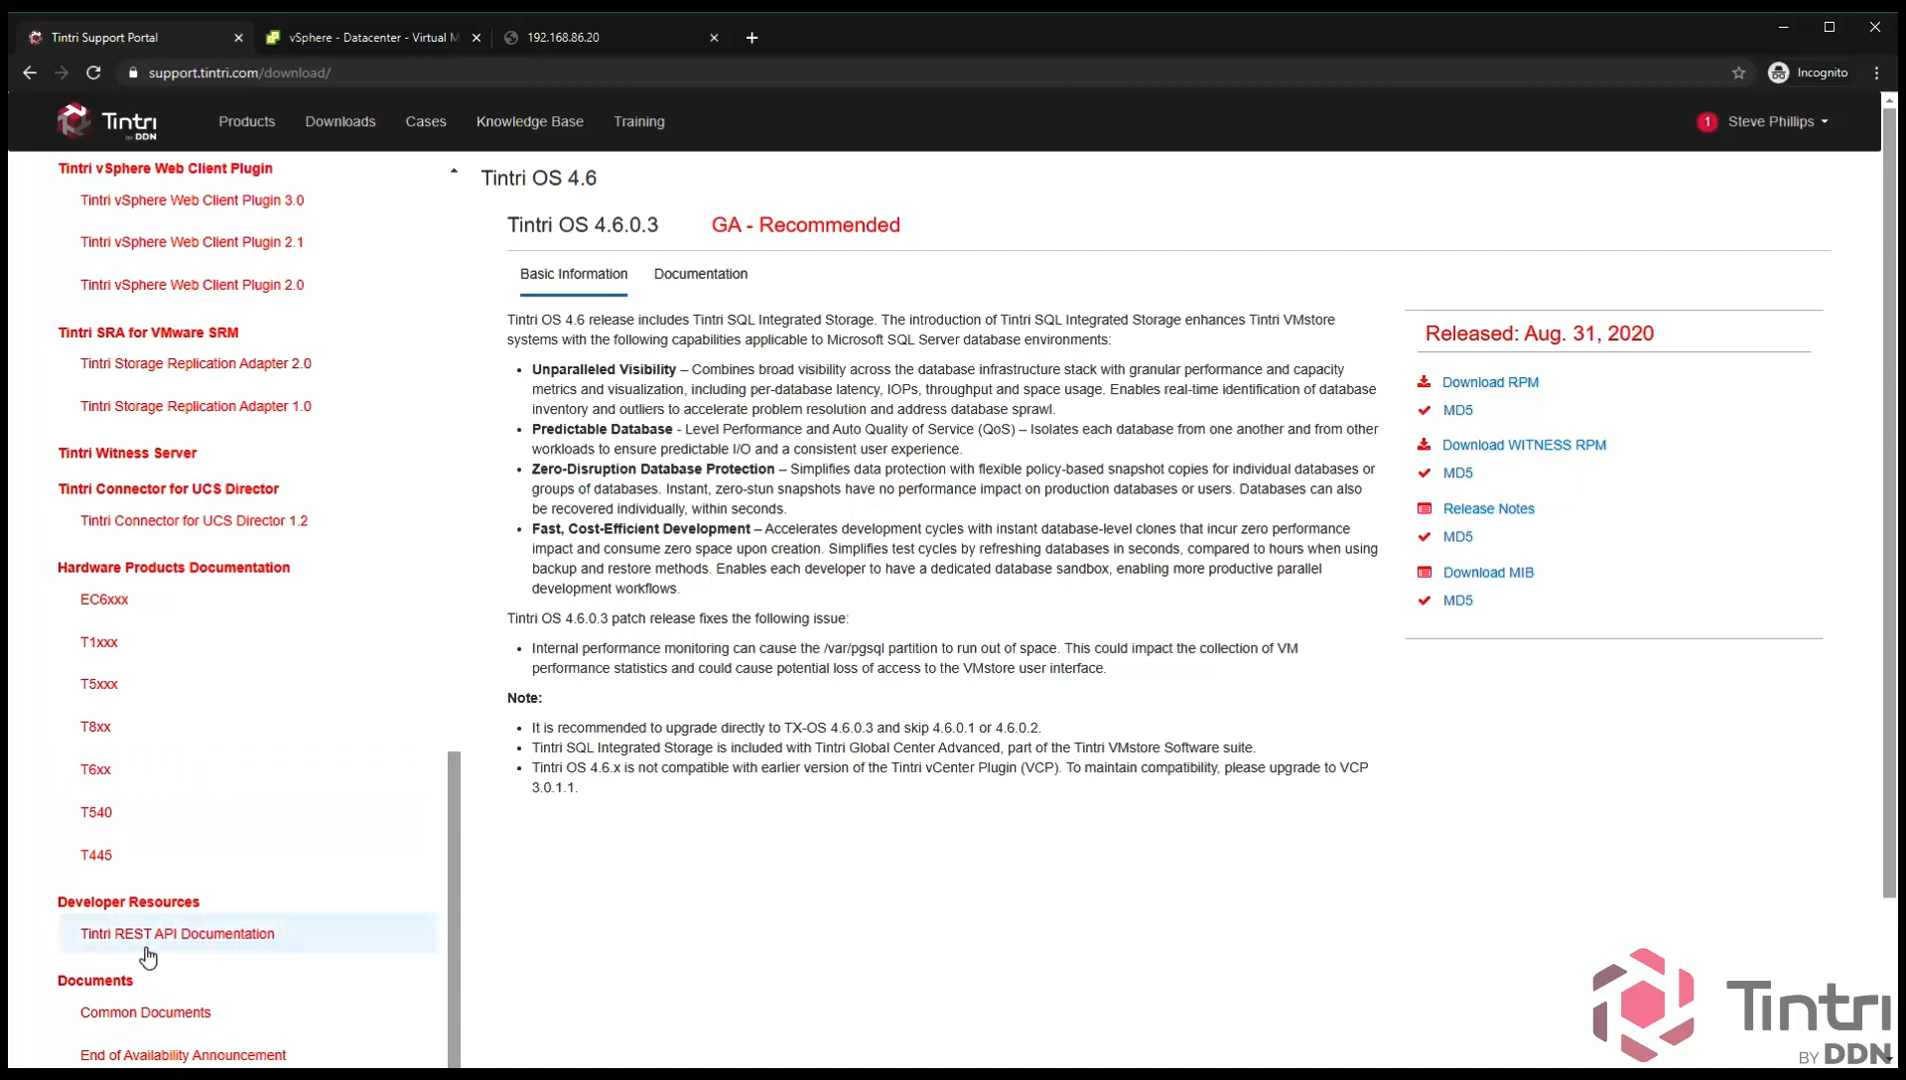 Tintri Support Portal
vSphere - Datacenter - Virtual M
192.168.86.20
support.tintri.com/download/
Incognito
Tintri
BY DDN
Products
Downloads
Cases
Knowledge Base
Training
1
Steve Phillips
Tintri vSphere Web Client Plugin
Tintri vSphere Web Client Plugin 3.0
Tintri vSphere Web Client Plugin 2.1
Tintri vSphere Web Client Plugin 2.0
Tintri SRA for VMware SRM
Tintri Storage Replication Adapter 2.0
Tintri Storage Replication Adapter 1.0
Tintri Witness Server
Tintri Connector for UCS Director
Tintri Connector for UCS Director 1.2
Hardware Products Documentation
EC6xxx
T1xxx
T5xxx
T8xx
T6xx
T540
T445
Developer Resources
Tintri REST API Documentation
Documents
Common Documents
End of Availability Announcement
Tintri OS 4.6
Tintri OS 4.6.0.3 GA - Recommended
Basic Information
Documentation
Tintri OS 4.6 release includes Tintri SQL Integrated Storage. The introduction of Tintri SQL Integrated Storage enhances Tintri VMstore
systems with the following capabilities applicable to Microsoft SQL Server database environments:
• Unparalleled Visibility – Combines broad visibility across the database infrastructure stack with granular performance and capacity
metrics and visualization, including per-database latency, IOPs, throughput and space usage. Enables real-time identification of database
inventory and outliers to accelerate problem resolution and address database sprawl.
• Predictable Database - Level Performance and Auto Quality of Service (QoS) – Isolates each database from one another and from other
workloads to ensure predictable I/O and a consistent user experience.
• Zero-Disruption Database Protection – Simplifies data protection with flexible policy-based snapshot copies for individual databases or
groups of databases. Instant, zero-stun snapshots have no performance impact on production databases or users. Databases can also
be recovered individually, within seconds.
• Fast, Cost-Efficient Development – Accelerates development cycles with instant database-level clones that incur zero performance
impact and consume zero space upon creation. Simplifies test cycles by refreshing databases in seconds, compared to hours when using
backup and restore methods. Enables each developer to have a dedicated database sandbox, enabling more productive parallel
development workflows.
Tintri OS 4.6.0.3 patch release fixes the following issue:
• Internal performance monitoring can cause the /var/pgsql partition to run out of space. This could impact the collection of VM
performance statistics and could cause potential loss of access to the VMstore user interface.
Note:
• It is recommended to upgrade directly to TX-OS 4.6.0.3 and skip 4.6.0.1 or 4.6.0.2.
• Tintri SQL Integrated Storage is included with Tintri Global Center Advanced, part of the Tintri VMstore Software suite.
• Tintri OS 4.6.x is not compatible with earlier version of the Tintri vCenter Plugin (VCP). To maintain compatibility, please upgrade to VCP
3.0.1.1.
Released: Aug. 31, 2020
Download RPM
MD5
Download WITNESS RPM
MD5
Release Notes
MD5
Download MIB
MD5
Tintri
BY DDN